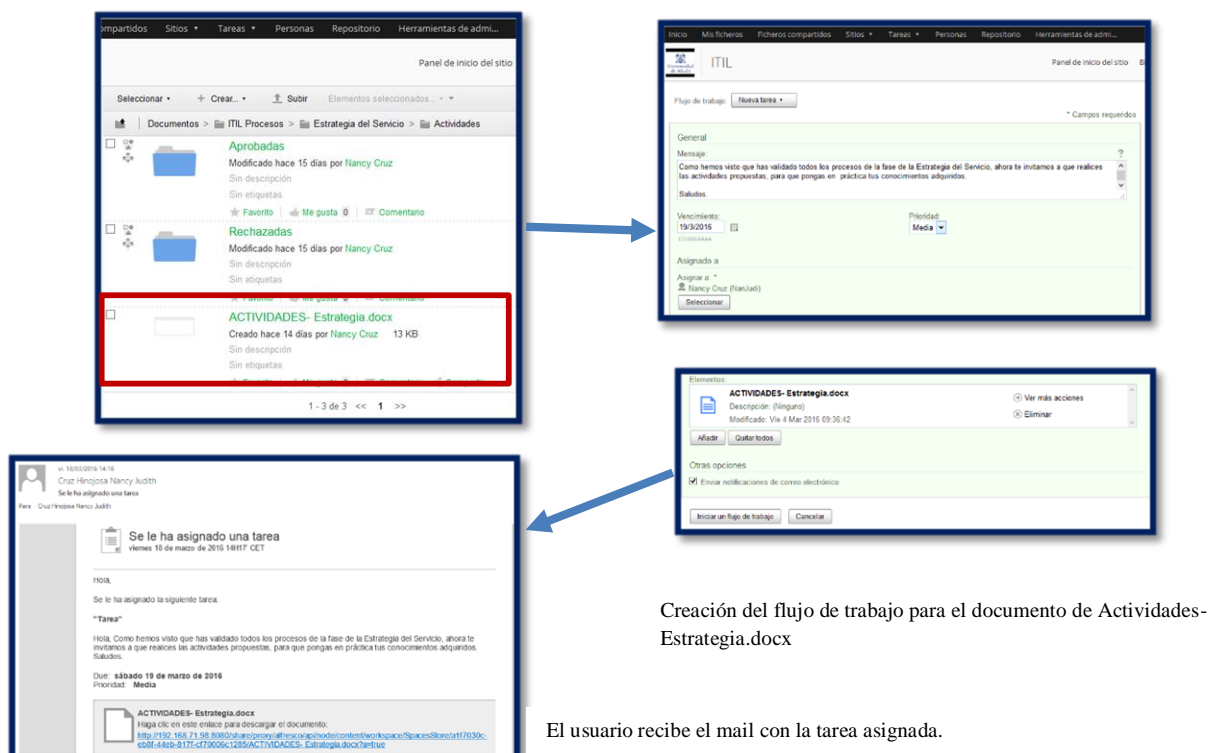 ompartidos Sitios Tareas Personas Repositorio Herramientas de admi...
Panel de inicio del sitio
Seleccionar + Crear... Subir Elementos seleccionados...
Documentos > ITIL Procesos > Estrategia del Servicio > Actividades
Aprobadas
Modificado hace 15 días por Nancy Cruz
Sin descripción
Sin etiquetas
Favorito Me gusta 0 Comentario
Rechazadas
Modificado hace 15 días por Nancy Cruz
Sin descripción
Sin etiquetas
Favorito Me gusta 0 Comentario
ACTIVIDADES- Estrategia.docx
Creado hace 14 días por Nancy Cruz 13 KB
Sin descripción
Sin etiquetas
1 - 3 de 3 << 1 >>
Inicio Mis ficheros Ficheros compartidos Sitios Tareas Personas Repositorio Herramientas de admi...
Universidad de Alcalá
ITIL
Panel de inicio del sitio
Flujo de trabajo: Nueva tarea
* Campos requeridos
General
Mensaje: ?
Como hemos visto que has validado todos los procesos de la fase de la Estrategia del Servicio, ahora te invitamos a que realices
las actividades propuestas, para que pongas en práctica tus conocimientos adquiridos.
Saludos.
Vencimiento: Prioridad:
19/3/2016 Media
Asignado a
Asignar a: *
Nancy Cruz (NanJudi)
Seleccionar
Elementos:
ACTIVIDADES- Estrategia.docx
Descripción: (Ninguno)
Modificado: Vie 4 Mar 2016 09:36:42
Ver más acciones
Eliminar
Añadir Quitar todos
Otras opciones
Enviar notificaciones de correo electrónico
Iniciar un flujo de trabajo Cancelar
vi. 18/03/2016 14:18
Cruz Hinojosa Nancy Judith
Se le ha asignado una tarea
Para Cruz Hinojosa Nancy Judith
Se le ha asignado una tarea
viernes 18 de marzo de 2016 14H17' CET
Hola,
Se le ha asignado la siguiente tarea:
"Tarea"
Hola, Como hemos visto que has validado todos los procesos de la fase de la Estrategia del Servicio, ahora te
invitamos a que realices las actividades propuestas, para que pongas en práctica tus conocimientos adquiridos.
Saludos.
Due: sábado 19 de marzo de 2016
Prioridad: Media
ACTIVIDADES- Estrategia.docx
Haga clic en este enlace para descargar el documento:
Creación del flujo de trabajo para el documento de Actividades-
Estrategia.docx
El usuario recibe el mail con la tarea asignada.